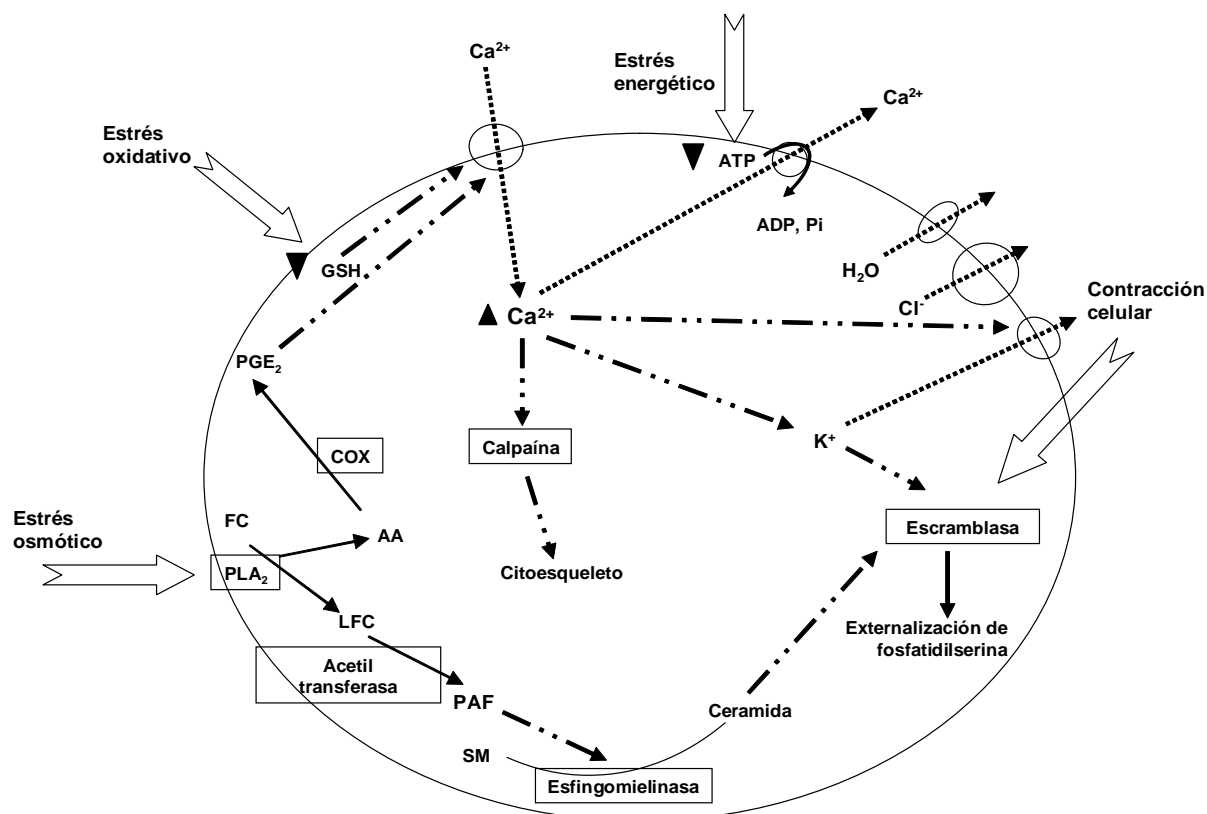 Ca²⁺
Estrés
energético
Ca²⁺
Estrés
oxidativo
ATP
ADP, Pi
GSH
H₂O
Cl⁻
Contracción
celular
Ca²⁺
PGE₂
K⁺
Calpaína
COX
Estrés
osmótico
FC
AA
Escramblasa
PLA₂
Citoesqueleto
LFC
Externalización de
fosfatidilserina
Acetil
transferasa
PAF
Ceramida
SM
Esfingomielinasa